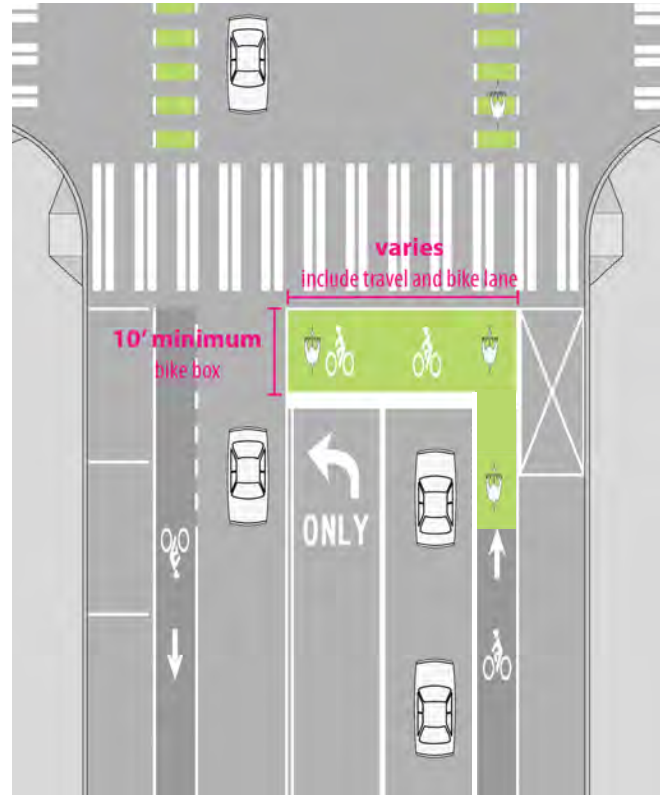 varies
include travel and bike lane
10' minimum
bike box
ONLY